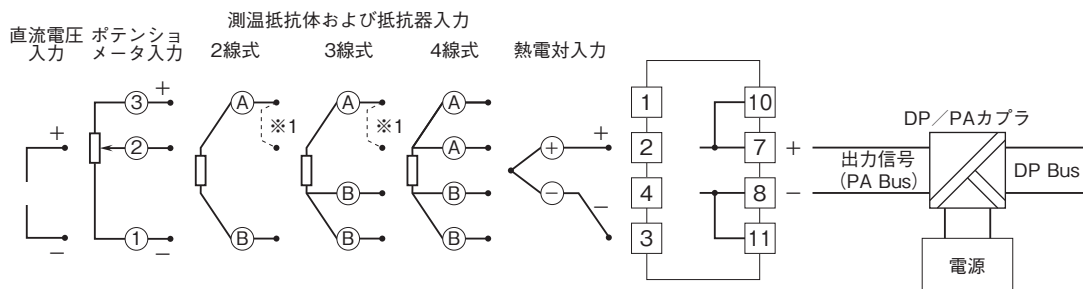 測温抵抗体および抵抗器入力
直流電圧
入力
ポテンショ
メータ入力
2線式
3線式
4線式
熱電対入力
+
−
3
+
2
1
−
A
※1
B
A
※1
B
B
A
A
B
B
+
+
−
−
1
2
4
3
10
7
8
11
+
−
出力信号
(PA Bus)
DP／PAカプラ
DP Bus
電源